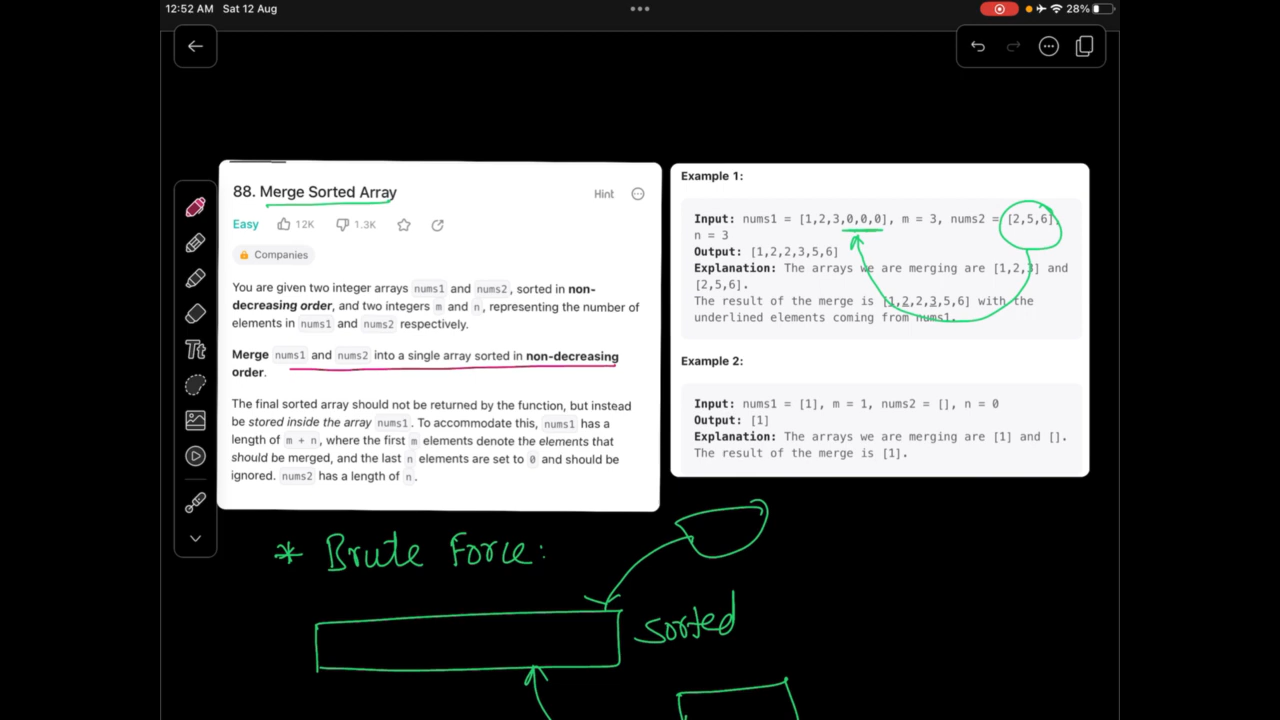 12:52 AM Sat 12 Aug
28%
88. Merge Sorted Array
Hint
Easy 12K 1.3K
Companies
You are given two integer arrays nums1 and nums2, sorted in non-
decreasing order, and two integers m and n, representing the number of
elements in nums1 and nums2 respectively.
Merge nums1 and nums2 into a single array sorted in non-decreasing
order.
The final sorted array should not be returned by the function, but instead
be stored inside the array nums1. To accommodate this, nums1 has a
length of m + n, where the first m elements denote the elements that
should be merged, and the last n elements are set to 0 and should be
ignored. nums2 has a length of n.
Example 1:
Input: nums1 = [1,2,3,0,0,0], m = 3, nums2 = [2,5,6],
n = 3
Output: [1,2,2,3,5,6]
Explanation: The arrays we are merging are [1,2,3] and
[2,5,6].
The result of the merge is [1,2,2,3,5,6] with the
underlined elements coming from nums1.
Example 2:
Input: nums1 = [1], m = 1, nums2 = [], n = 0
Output: [1]
Explanation: The arrays we are merging are [1] and [].
The result of the merge is [1].
Tt
* Brute Force:
sorted